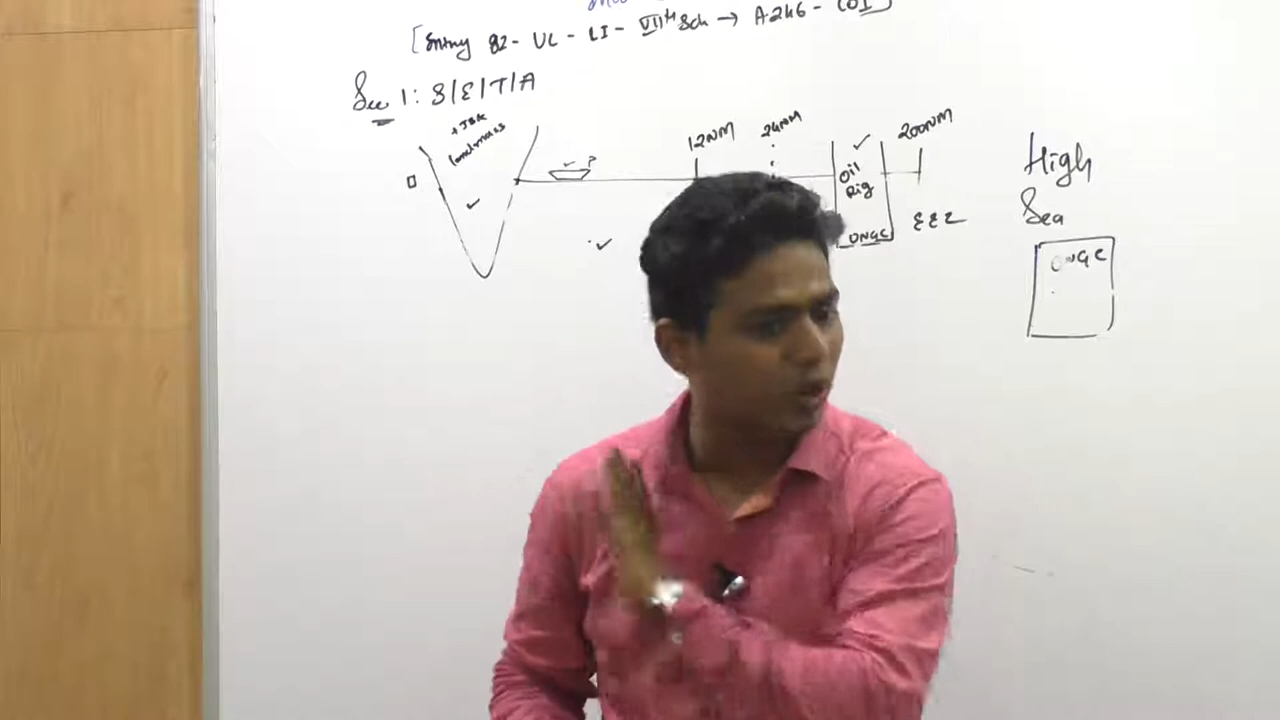 [Entry 82- UL - LI - VIIth Sch → A246 - COI]
Sec 1: S/E/T/A
+ J&K
landmass
P
12NM
24NM
200NM
Oil
Rig
ONGC
EEZ
High
Sea
ONGC